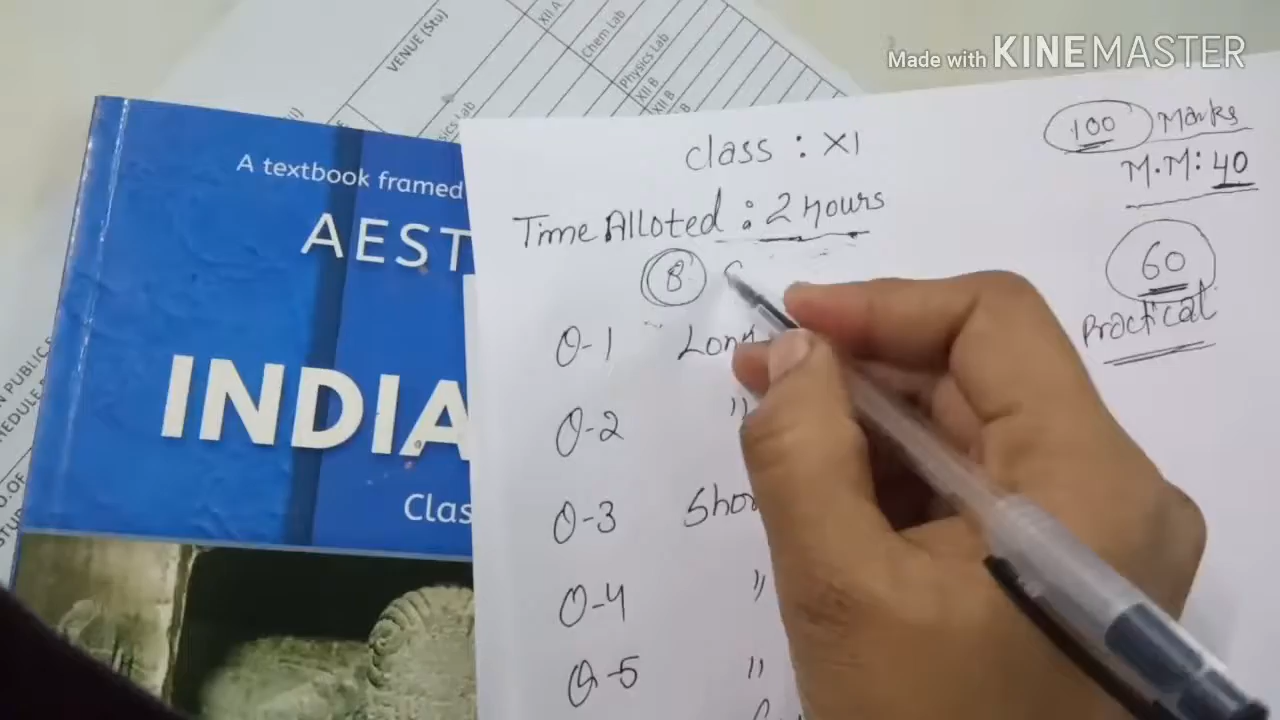 Made with KINEMASTER
VENUE (Stu)
XII A
Chem Lab
Physics Lab
XII B
XII B
B
A textbook framed
AEST
INDIA
Clas
class : XI
100 Marks
M.M: 40
Time Alloted : 2 hours
60
Practical
8
Q-1 Long
Q-2 "
Q-3 Shor
Q-4 "
Q-5 "